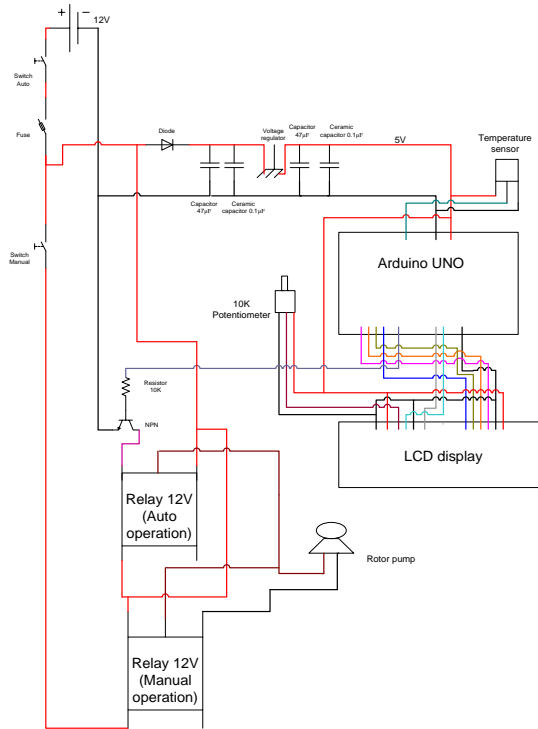 +
−
12V
Switch
Auto
Fuse
Diode
Voltage
regulator
Capacitor
47µF
Ceramic
capacitor 0.1µF
5V
Temperature
sensor
Capacitor
47µF
Ceramic
capacitor 0.1µF
Switch
Manual
Arduino UNO
10K
Potentiometer
Resistor
10K
NPN
LCD display
Relay 12V
(Auto
operation)
Rotor pump
Relay 12V
(Manual
operation)